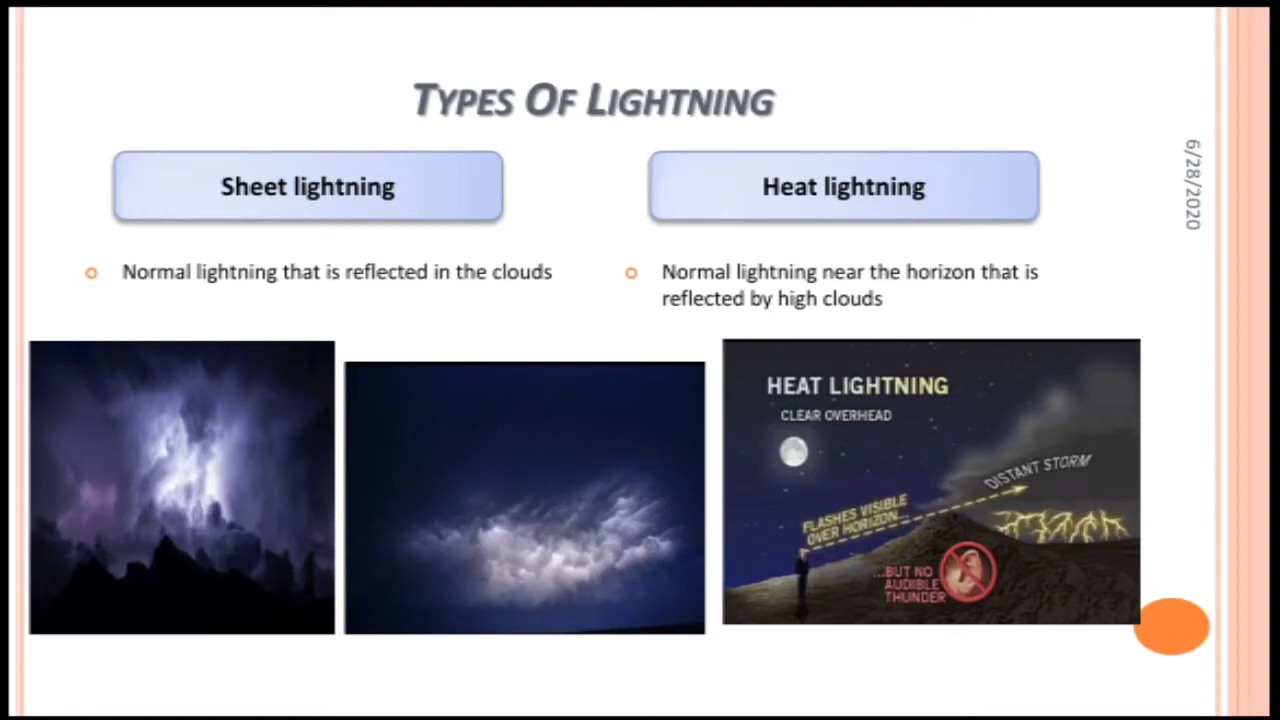 TYPES OF LIGHTNING
Sheet lightning
Heat lightning
6/28/2020
Normal lightning that is reflected in the clouds
Normal lightning near the horizon that is
reflected by high clouds
HEAT LIGHTNING
CLEAR OVERHEAD
DISTANT STORM
FLASHES VISIBLE
OVER HORIZON...
...BUT NO
AUDIBLE
THUNDER